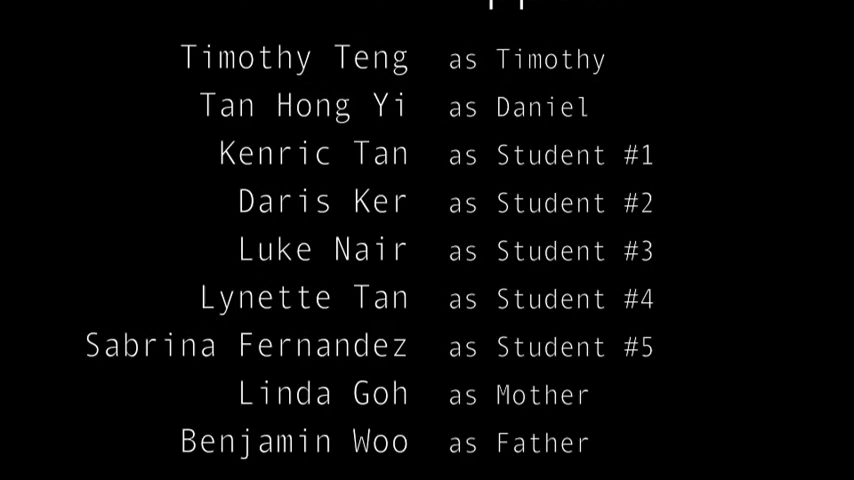 Timothy Teng as Timothy
Tan Hong Yi as Daniel
Kenric Tan as Student #1
Daris Ker as Student #2
Luke Nair as Student #3
Lynette Tan as Student #4
Sabrina Fernandez as Student #5
Linda Goh as Mother
Benjamin Woo as Father